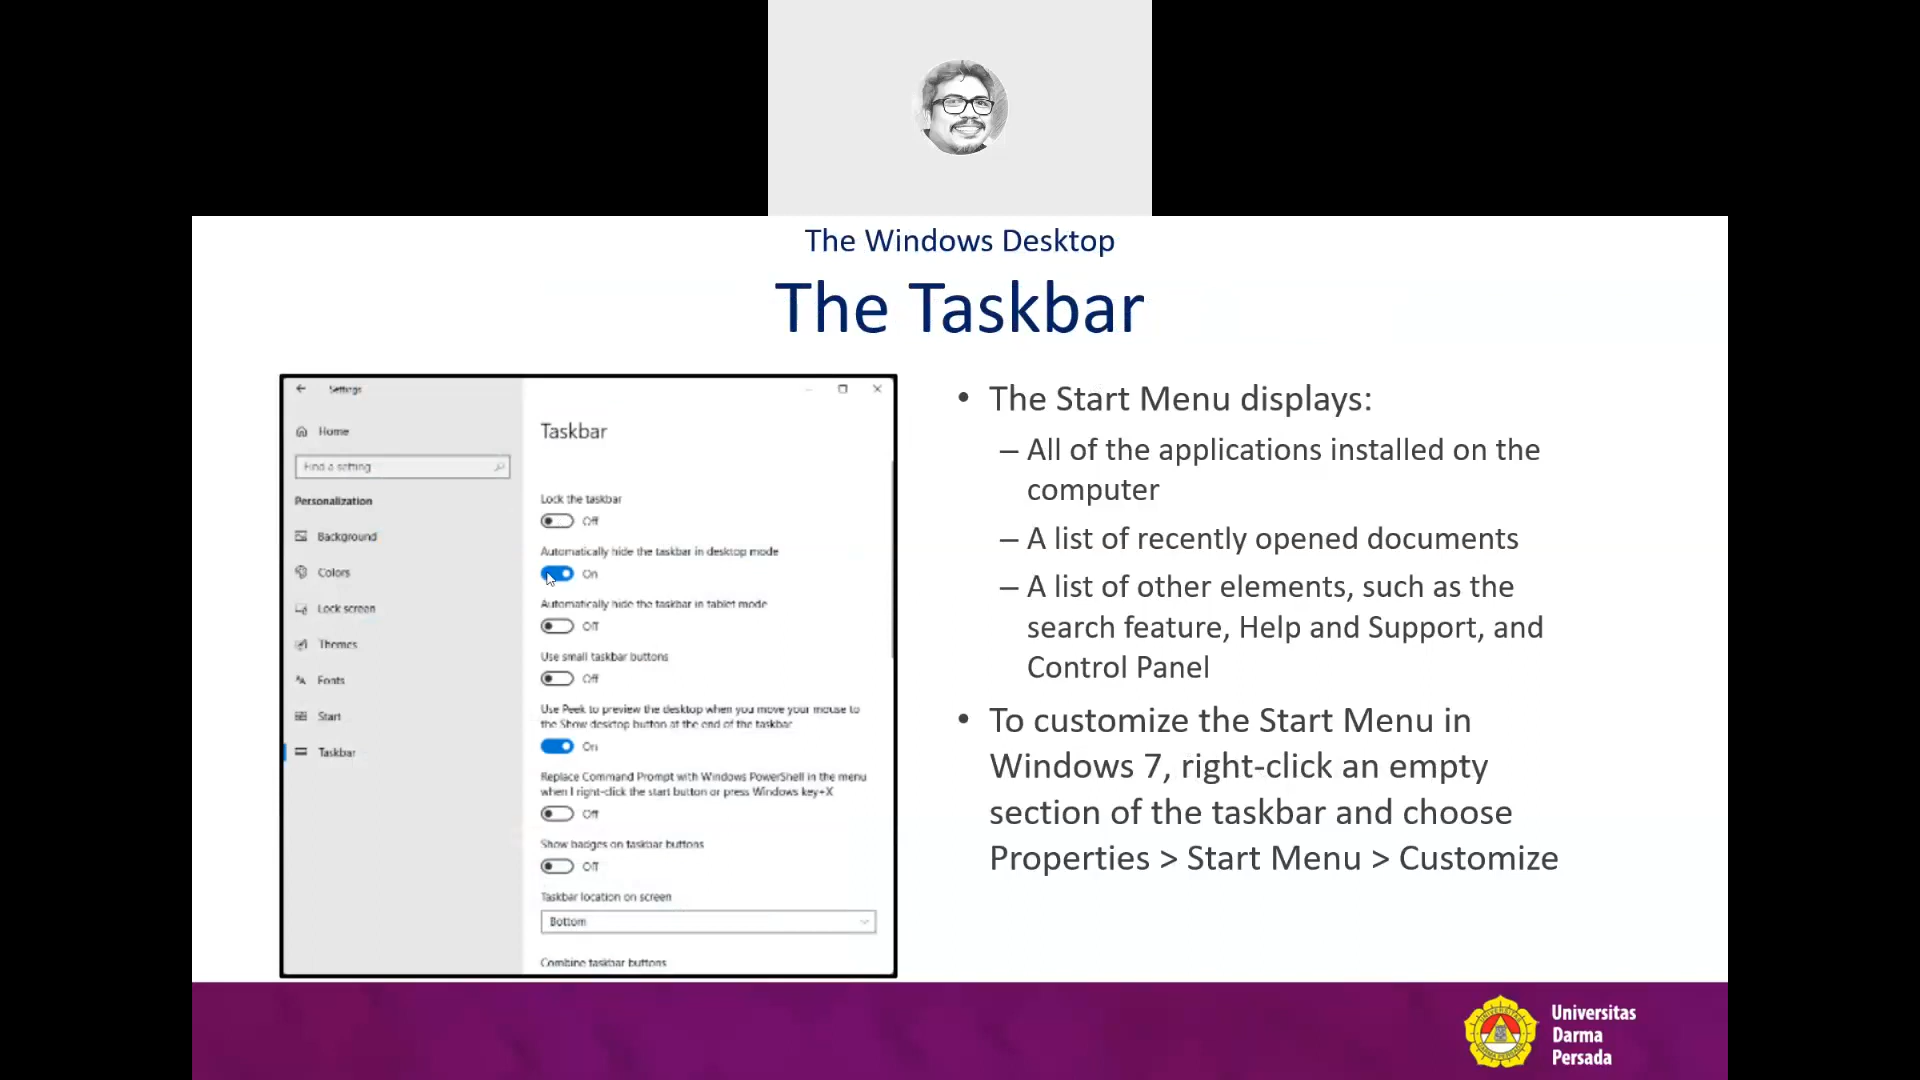 The Windows Desktop
The Taskbar
Settings
Home
Find a setting
Personalization
Background
Colors
Lock screen
Themes
Fonts
Start
Taskbar
Taskbar
Lock the taskbar
Off
Automatically hide the taskbar in desktop mode
On
Automatically hide the taskbar in tablet mode
Off
Use small taskbar buttons
Off
Use Peek to preview the desktop when you move your mouse to
the Show desktop button at the end of the taskbar
On
Replace Command Prompt with Windows PowerShell in the menu
when I right-click the start button or press Windows key+X
Off
Show badges on taskbar buttons
Off
Taskbar location on screen
Bottom
Combine taskbar buttons
• The Start Menu displays:
– All of the applications installed on the
computer
– A list of recently opened documents
– A list of other elements, such as the
search feature, Help and Support, and
Control Panel
• To customize the Start Menu in
Windows 7, right-click an empty
section of the taskbar and choose
Properties > Start Menu > Customize
Universitas
Darma
Persada